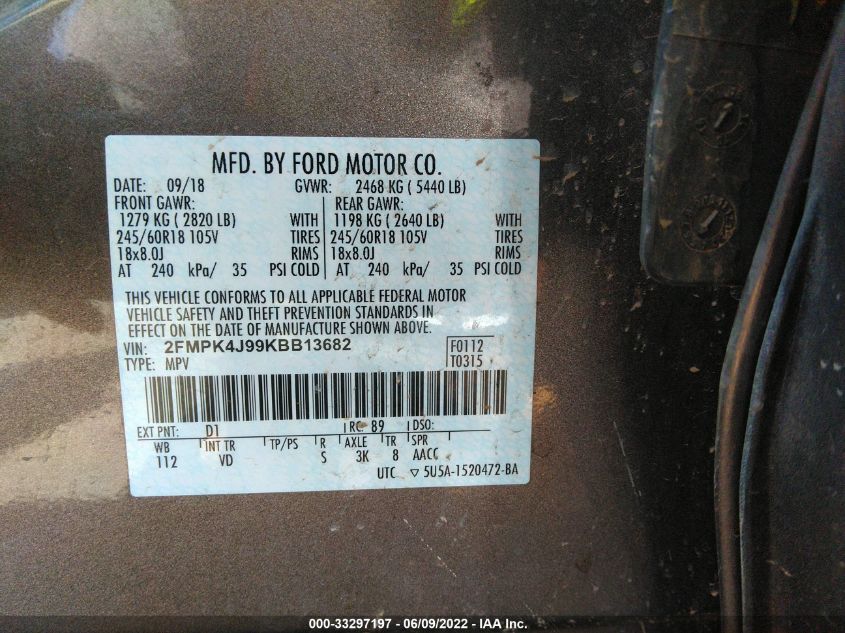 MFD. BY FORD MOTOR CO.
DATE: 09/18 GVWR: 2468 KG ( 5440 LB)
FRONT GAWR: REAR GAWR:
1279 KG ( 2820 LB) WITH 1198 KG ( 2640 LB) WITH
245/60R18 105V TIRES 245/60R18 105V TIRES
18x8.0J RIMS 18x8.0J RIMS
AT 240 kPa/ 35 PSI COLD AT 240 kPa/ 35 PSI COLD
THIS VEHICLE CONFORMS TO ALL APPLICABLE FEDERAL MOTOR
VEHICLE SAFETY AND THEFT PREVENTION STANDARDS IN
EFFECT ON THE DATE OF MANUFACTURE SHOWN ABOVE.
VIN: 2FMPK4J99KBB13682 F0112
TYPE: MPV T0315
EXT PNT: D1 RC: 89 DSO:
WB INT TR TP/PS R AXLE TR SPR
112 VD S 3K 8 AACC
UTC ▽ 5U5A-1520472-BA
000-33297197 - 06/09/2022 - IAA Inc.